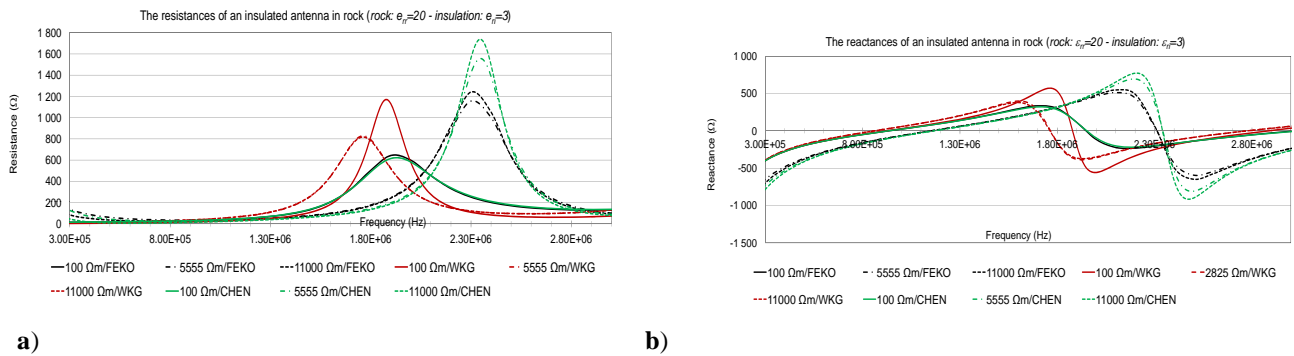 The resistances of an insulated antenna in rock (rock: e_rl=20 - insulation: e_ri=3)
Resistance (Ω)
1 800
1 600
1 400
1 200
1 000
800
600
400
200
0
Frequency (Hz)
3.00E+05 8.00E+05 1.30E+06 1.80E+06 2.30E+06 2.80E+06
100 Ωm/FEKO 5555 Ωm/FEKO 11000 Ωm/FEKO 100 Ωm/WKG 5555 Ωm/WKG
11000 Ωm/WKG 100 Ωm/CHEN 5555 Ωm/CHEN 11000 Ωm/CHEN
a)
The reactances of an insulated antenna in rock (rock: ε_rl=20 - insulation: ε_ri=3)
Reactance (Ω)
1 000
500
0
-500
-1 000
-1 500
3.00E+05 8.00E+05 1.30E+06 1.80E+06 2.30E+06 2.80E+06
Frequency (Hz)
100 Ωm/FEKO 5555 Ωm/FEKO 11000 Ωm/FEKO 100 Ωm/WKG 2825 Ωm/WKG
11000 Ωm/WKG 100 Ωm/CHEN 5555 Ωm/CHEN 11000 Ωm/CHEN
b)